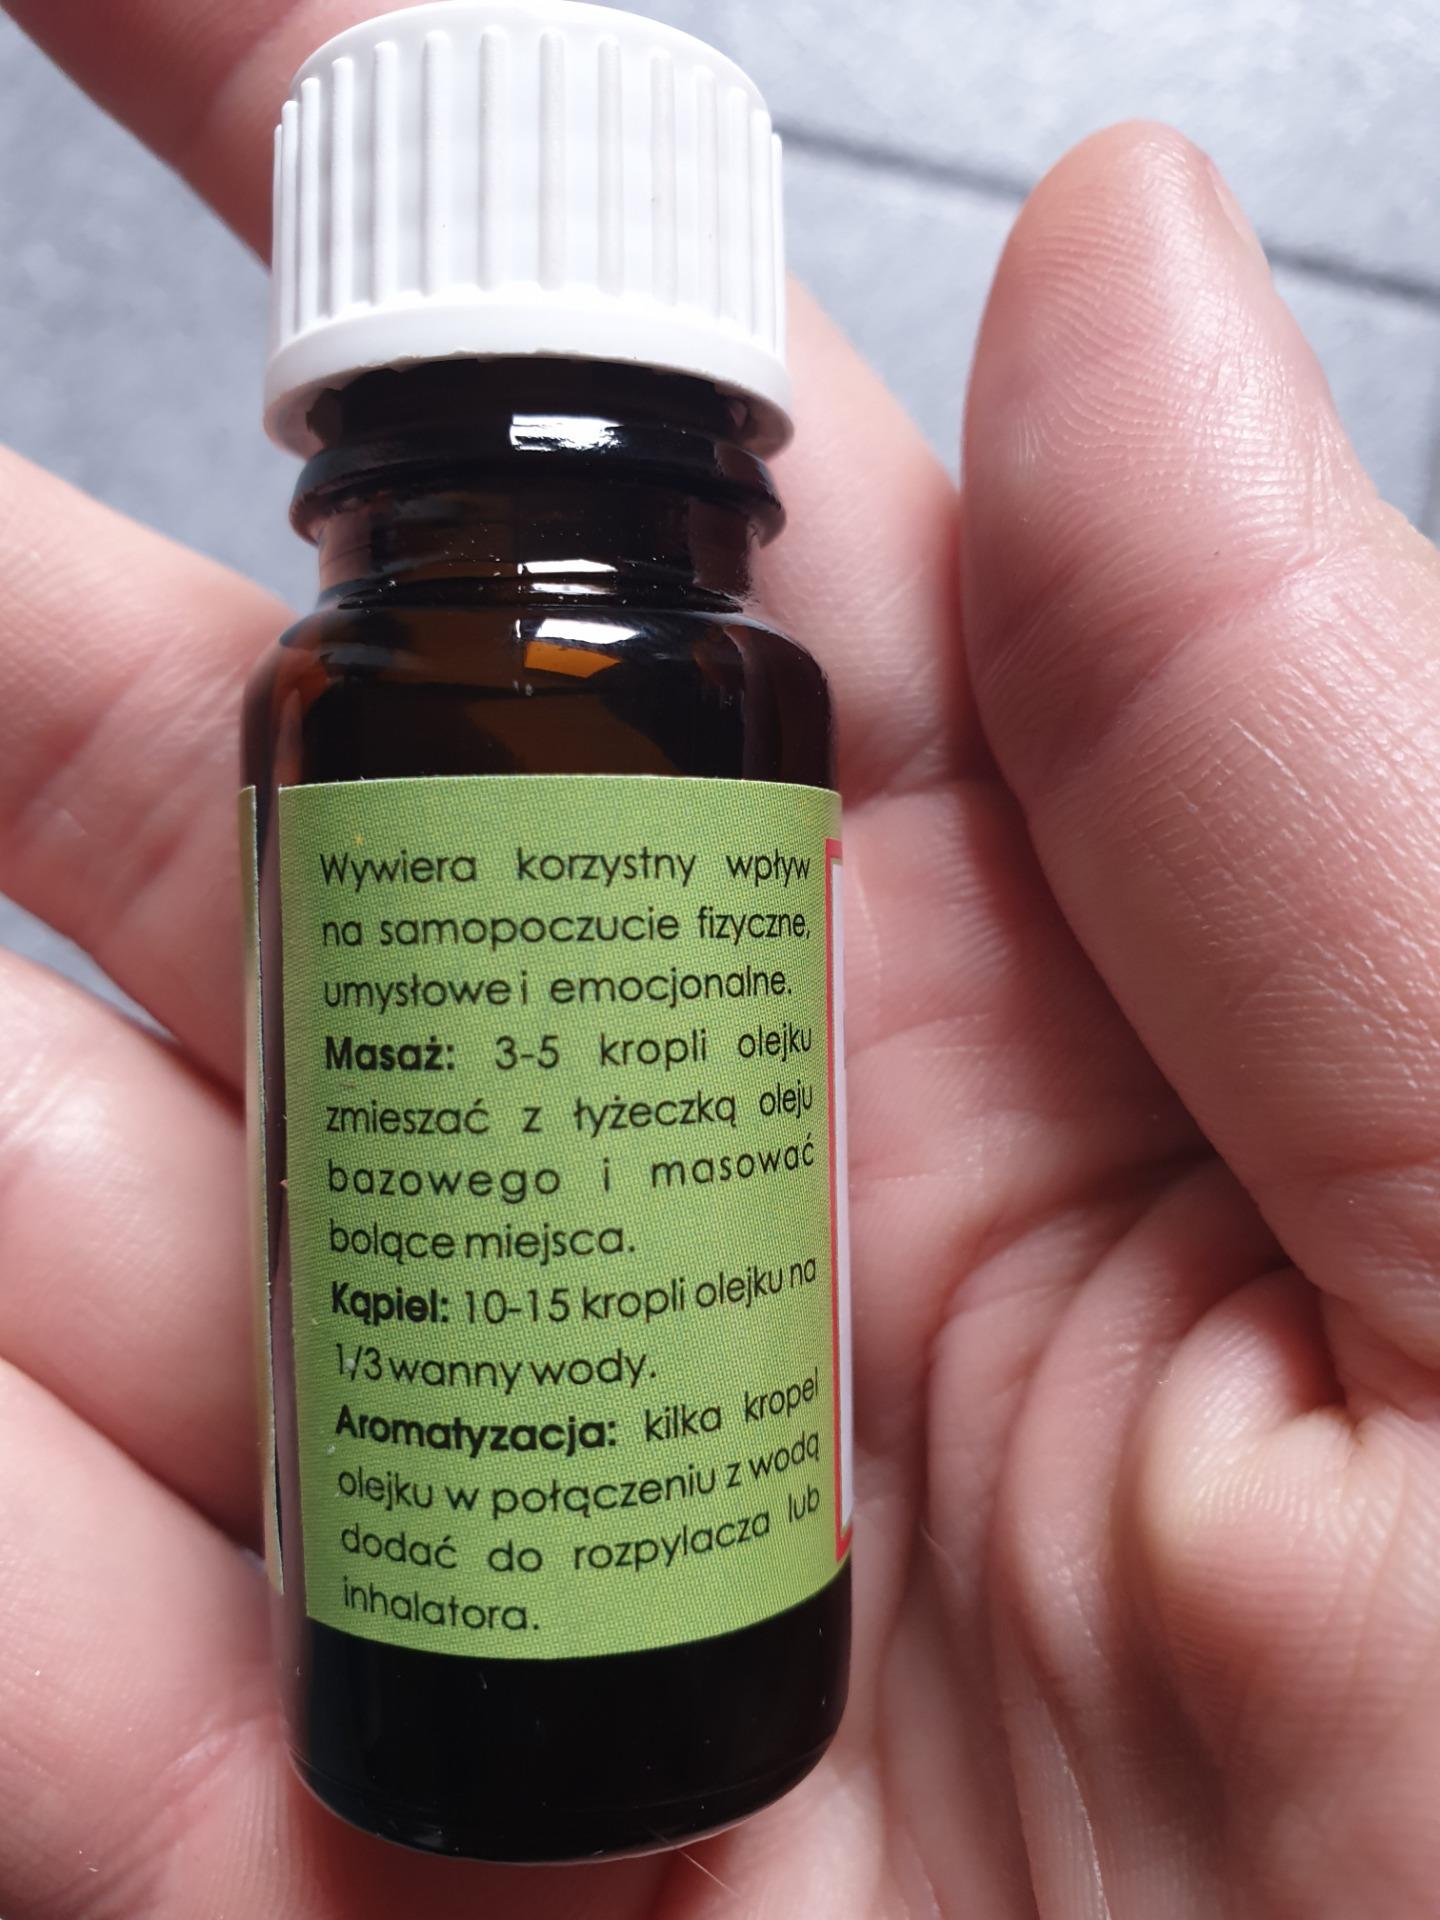 Wywiera korzystny wpływ
na samopoczucie fizyczne,
umysłowe i emocjonalne.
Masaż: 3-5 kropli olejku
zmieszać z łyżeczką oleju
bazowego i masować
bolące miejsca.
Kąpiel: 10-15 kropli olejku na
1/3 wanny wody.
Aromatyzacja: kilka kropel
olejku w połączeniu z wodą
dodać do rozpylacza lub
inhalatora.